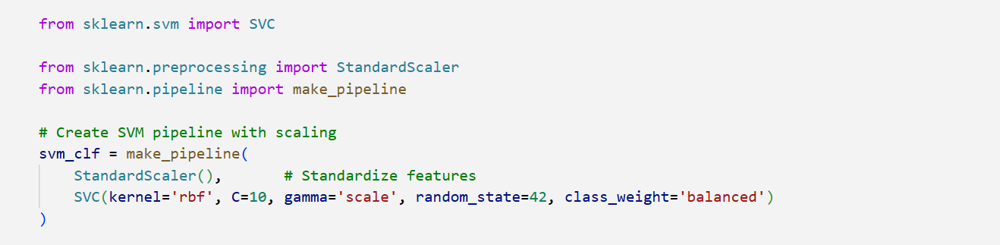 from sklearn.svm import SVC
from sklearn.preprocessing import StandardScaler
from sklearn.pipeline import make_pipeline
# Create SVM pipeline with scaling
svm_clf = make_pipeline(
    StandardScaler(),       # Standardize features
    SVC(kernel='rbf', C=10, gamma='scale', random_state=42, class_weight='balanced')
)